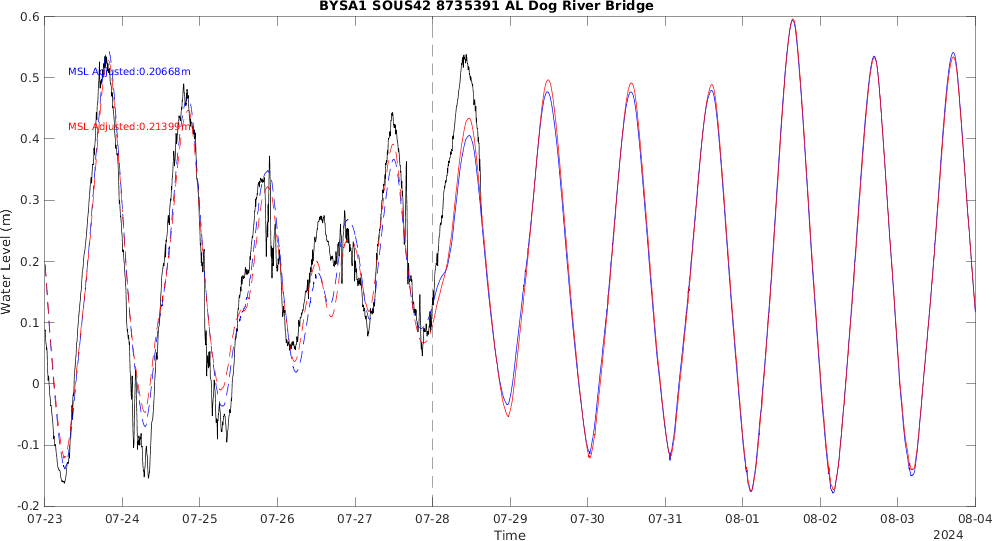 BYSA1 SOUS42 8735391 AL Dog River Bridge
0.6
0.5
0.4
0.3
0.2
0.1
0
-0.1
-0.2
Water Level (m)
MSL Adjusted:0.20668m
MSL Adjusted:0.21399m
07-23 07-24 07-25 07-26 07-27 07-28 07-29 07-30 07-31 08-01 08-02 08-03 08-04
Time
2024